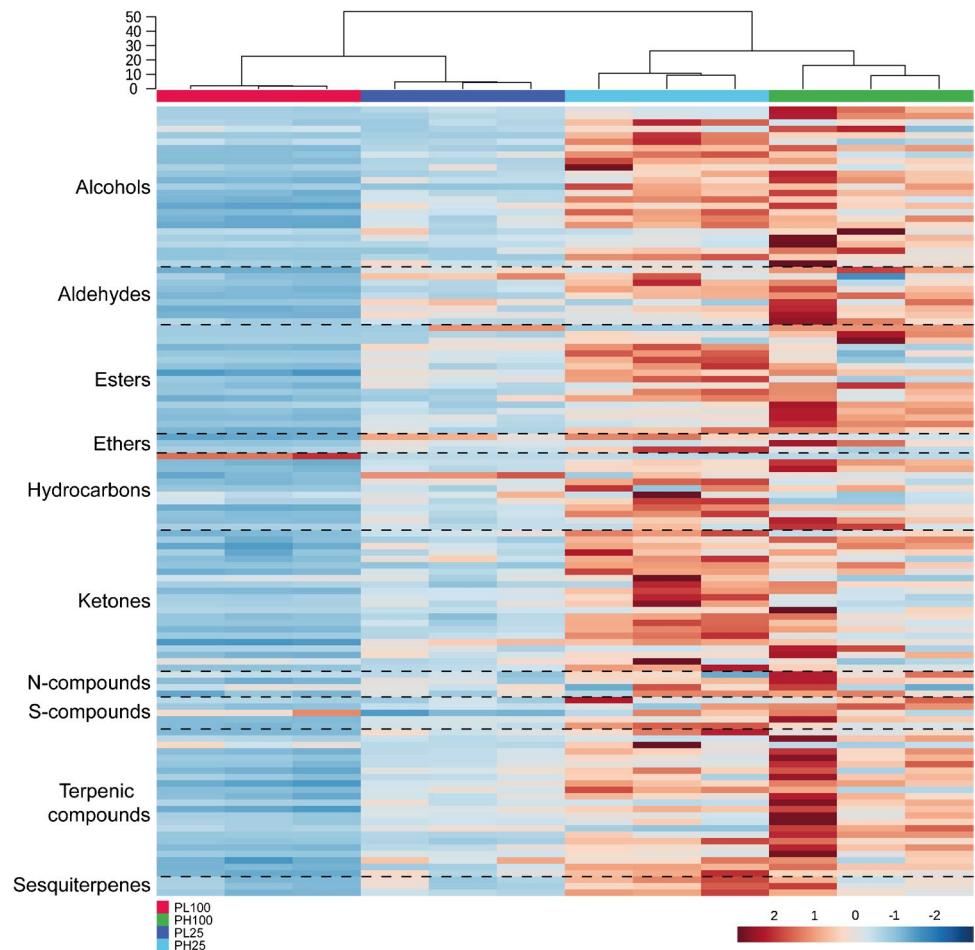 50
40
30
20
10
0
Alcohols
Aldehydes
Esters
Ethers
Hydrocarbons
Ketones
N-compounds
S-compounds
Terpenic
compounds
Sesquiterpenes
PL100
PH100
PL25
PH25
2 1 0 -1 -2